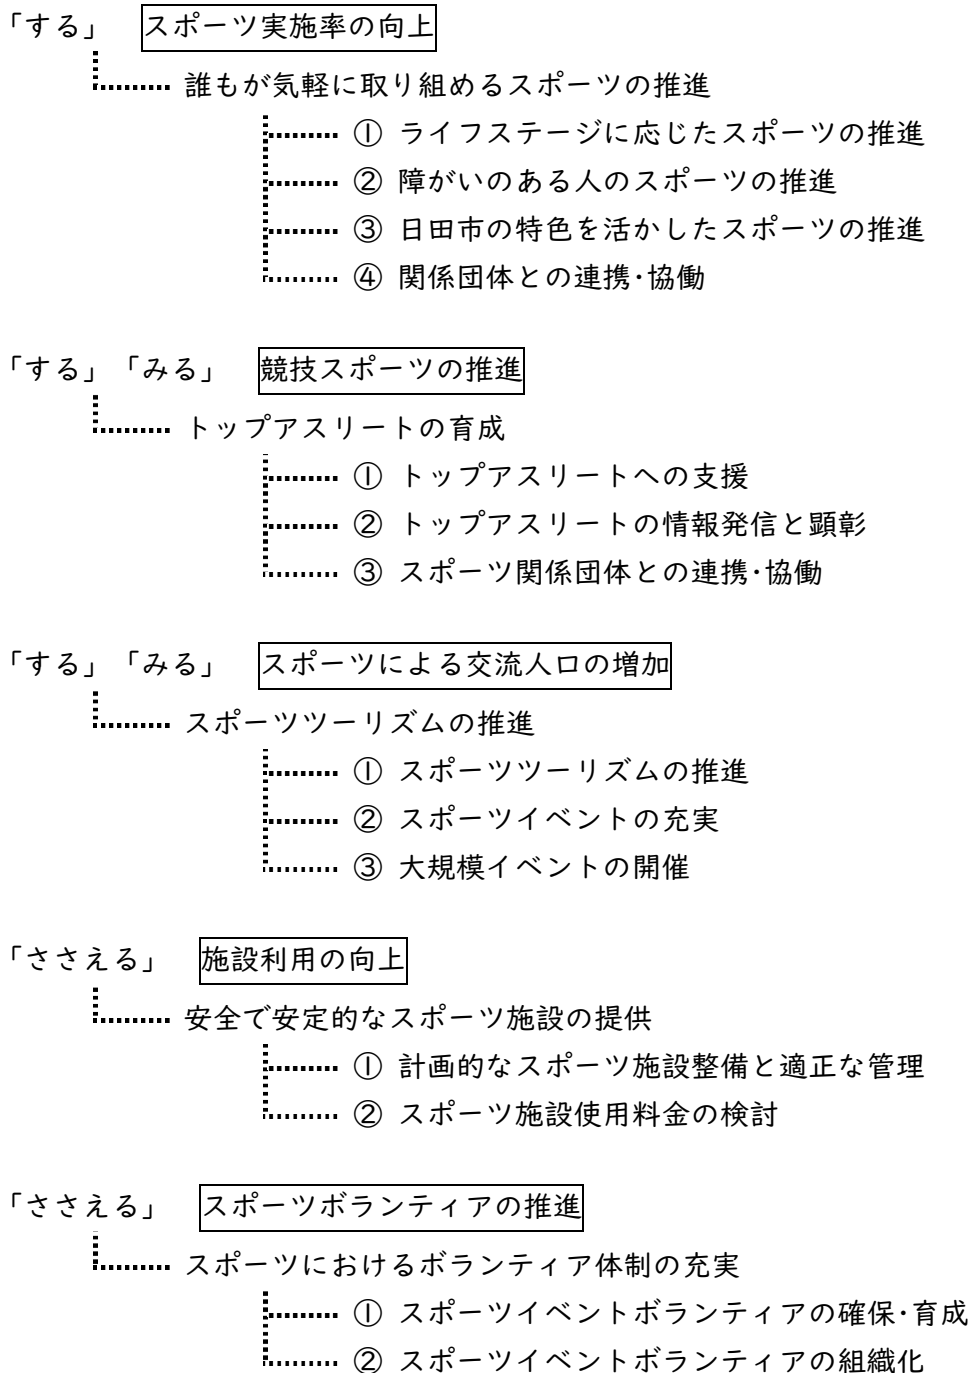 「する」 スポーツ実施率の向上
誰もが気軽に取り組めるスポーツの推進
① ライフステージに応じたスポーツの推進
② 障がいのある人のスポーツの推進
③ 日田市の特色を活かしたスポーツの推進
④ 関係団体との連携・協働
「する」「みる」 競技スポーツの推進
トップアスリートの育成
① トップアスリートへの支援
② トップアスリートの情報発信と顕彰
③ スポーツ関係団体との連携・協働
「する」「みる」 スポーツによる交流人口の増加
スポーツツーリズムの推進
① スポーツツーリズムの推進
② スポーツイベントの充実
③ 大規模イベントの開催
「ささえる」 施設利用の向上
安全で安定的なスポーツ施設の提供
① 計画的なスポーツ施設整備と適正な管理
② スポーツ施設使用料金の検討
「ささえる」 スポーツボランティアの推進
スポーツにおけるボランティア体制の充実
① スポーツイベントボランティアの確保・育成
② スポーツイベントボランティアの組織化